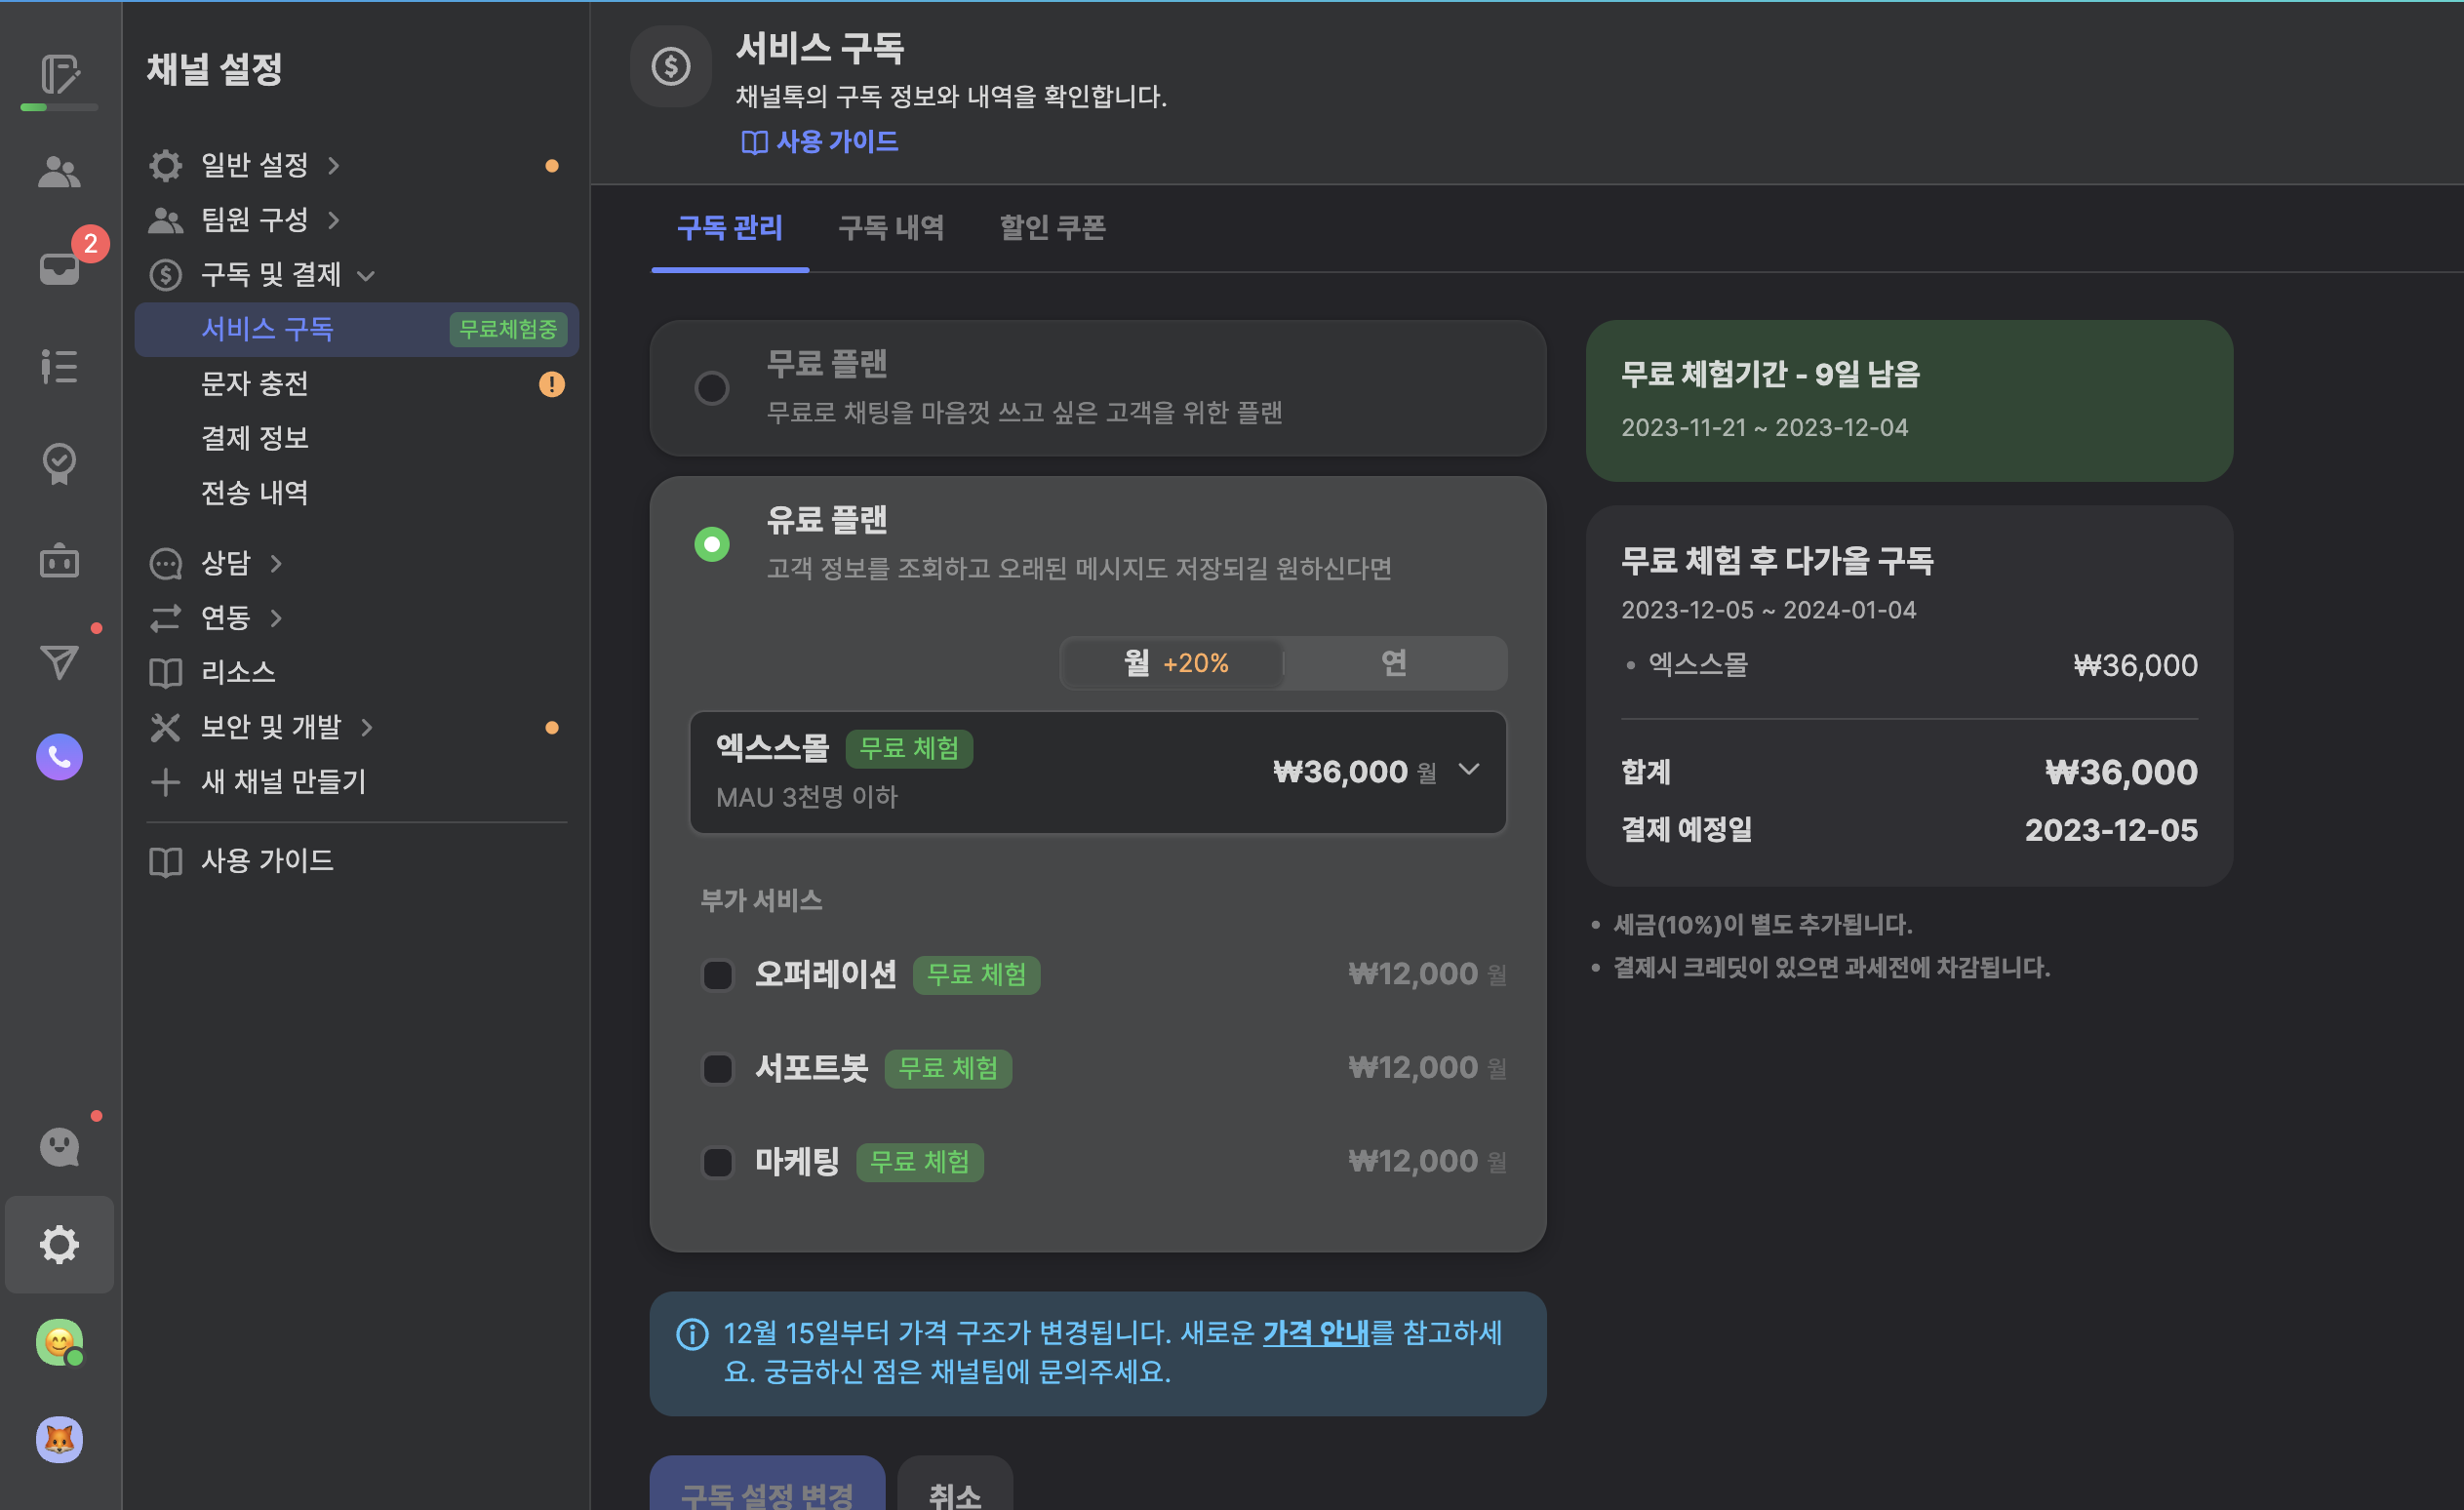 채널 설정
일반 설정
팀원 구성
2
구독 및 결제
서비스 구독 무료체험중
문자 충전
결제 정보
전송 내역
상담
연동
리소스
보안 및 개발
새 채널 만들기
사용 가이드
서비스 구독
채널톡의 구독 정보와 내역을 확인합니다.
사용 가이드
구독 관리 구독 내역 할인 쿠폰
무료 플랜
무료로 채팅을 마음껏 쓰고 싶은 고객을 위한 플랜
유료 플랜
고객 정보를 조회하고 오래된 메시지도 저장되길 원하신다면
월 +20% 연
엑스스몰 무료 체험
₩36,000 월
MAU 3천명 이하
부가 서비스
오퍼레이션 무료 체험 ₩12,000 월
서포트봇 무료 체험 ₩12,000 월
마케팅 무료 체험 ₩12,000 월
12월 15일부터 가격 구조가 변경됩니다. 새로운 가격 안내를 참고하세
요. 궁금하신 점은 채널팀에 문의주세요.
구독 설정 변경 취소
무료 체험기간 - 9일 남음
2023-11-21 ~ 2023-12-04
무료 체험 후 다가올 구독
2023-12-05 ~ 2024-01-04
• 엑스스몰 ₩36,000
합계 ₩36,000
결제 예정일 2023-12-05
• 세금(10%)이 별도 추가됩니다.
• 결제시 크레딧이 있으면 과세전에 차감됩니다.